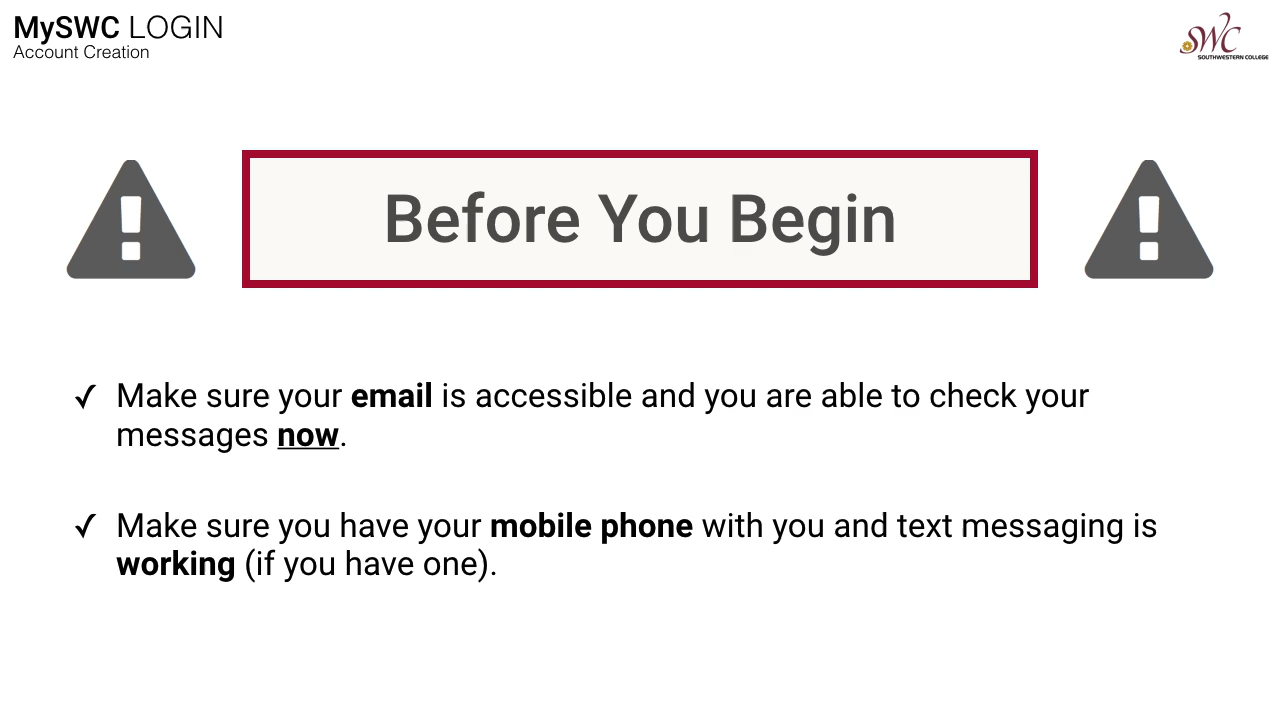 MySWC LOGIN
Account Creation
SWC
SOUTHWESTERN COLLEGE
Before You Begin
✓ Make sure your email is accessible and you are able to check your
messages now.
✓ Make sure you have your mobile phone with you and text messaging is
working (if you have one).